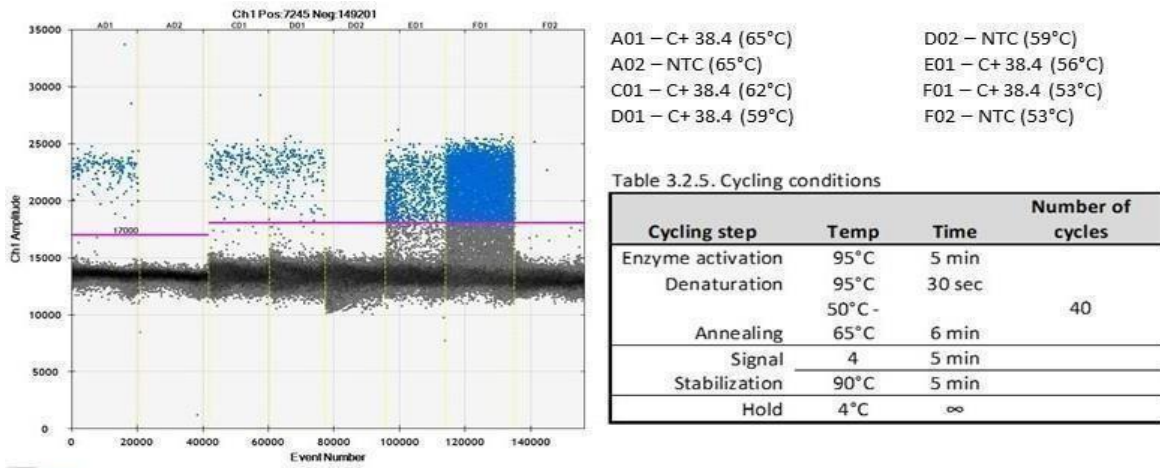 Ch1 Pos:7245 Neg:149201
A01 A02 C01 D01 D02 E01 F01 F02
35000
30000
25000
20000
15000
10000
5000
0
17000
Ch1 Amplitude
0 20000 40000 60000 80000 100000 120000 140000
Event Number
A01 – C+ 38.4 (65°C)
A02 – NTC (65°C)
C01 – C+ 38.4 (62°C)
D01 – C+ 38.4 (59°C)
D02 – NTC (59°C)
E01 – C+ 38.4 (56°C)
F01 – C+ 38.4 (53°C)
F02 – NTC (53°C)
Table 3.2.5. Cycling conditions
Cycling step Temp Time Number of cycles
Enzyme activation 95°C 5 min
Denaturation 95°C 30 sec
50°C - 40
Annealing 65°C 6 min
Signal 4 5 min
Stabilization 90°C 5 min
Hold 4°C ∞